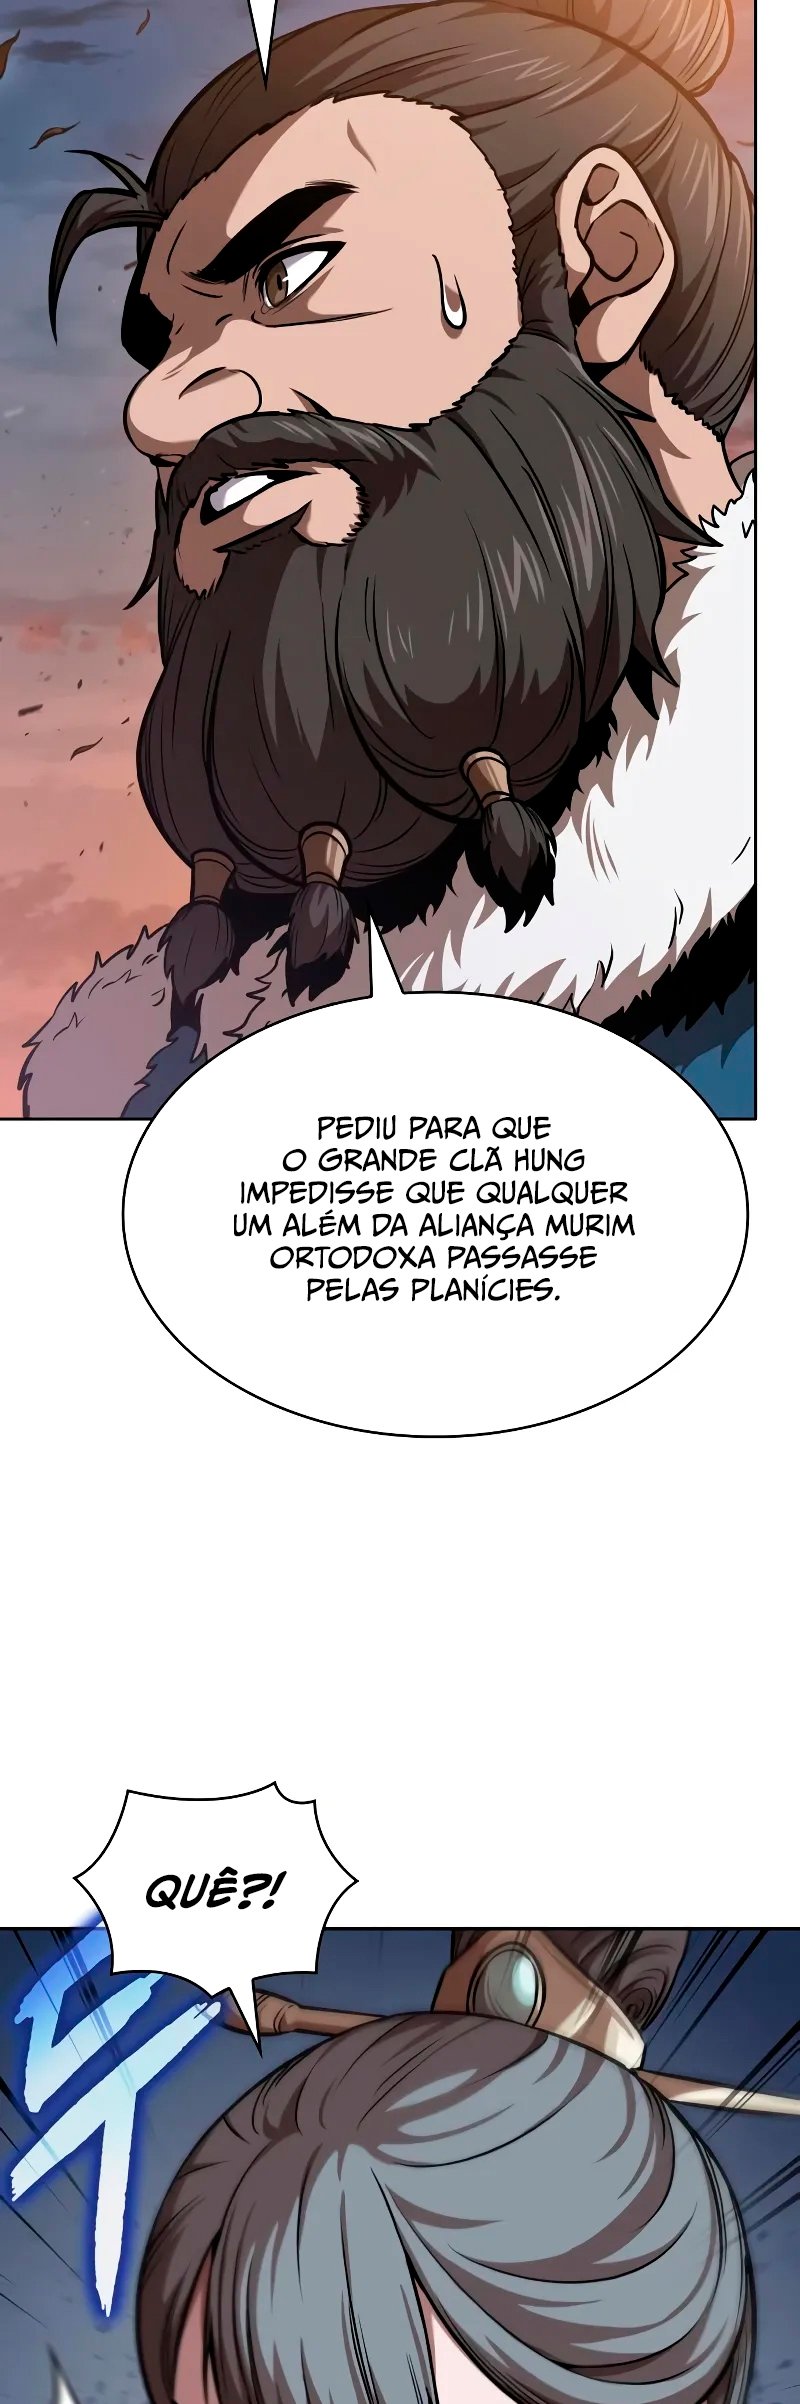 PEDIU PARA QUE
O GRANDE CLÃ HUNG
IMPEDISSE QUE QUALQUER
UM ALÉM DA ALIANÇA MURIM
ORTODOXA PASSASSE
PELAS PLANÍCIES.
QUÊ?!